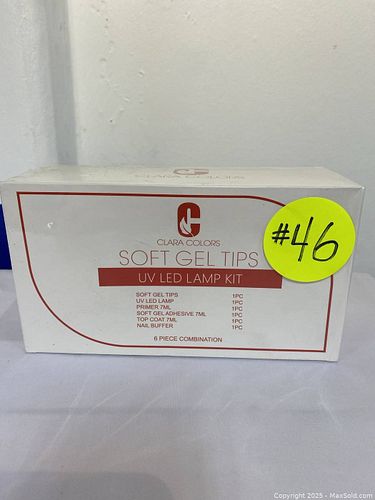 CLARA COLORS
CLARA COLORS
SOFT GEL TIPS
UV LED LAMP KIT
#46
SOFT GEL TIPS 1PC
UV LED LAMP 1PC
PRIMER 7ML 1PC
SOFT GEL ADHESIVE 7ML 1PC
TOP COAT 7ML 1PC
NAIL BUFFER 1PC
6 PIECE COMBINATION
Copyright 2025 - MaxSold.com